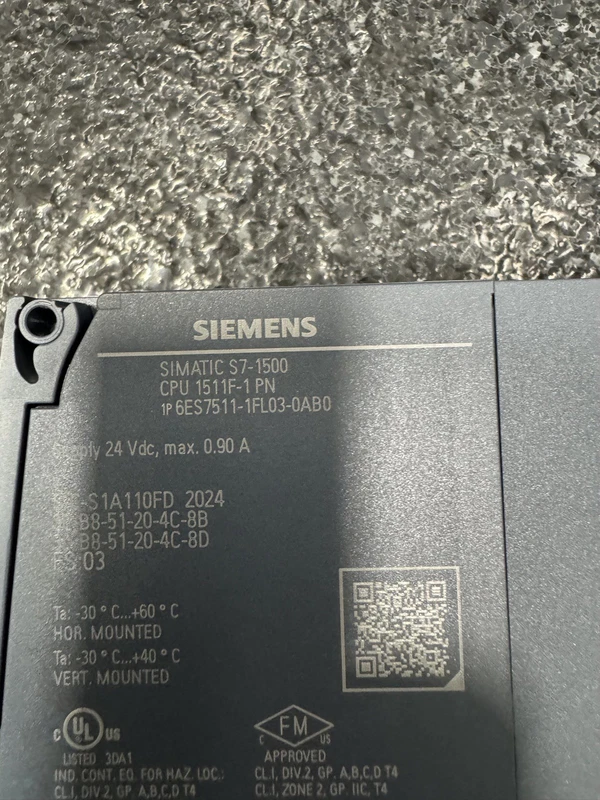 SIEMENS
SIMATIC S7-1500
CPU 1511F-1 PN
1P 6ES7511-1FL03-0AB0
24 Vdc, max. 0.90 A
-S1A110FD 2024
B8-51-20-4C-8B
B8-51-20-4C-8D
FS 03
Ta: -30 ° C...+60 ° C
HOR. MOUNTED
Ta: -30 ° C...+40 ° C
VERT. MOUNTED
C UL US
LISTED 3DA1
IND. CONT. EQ. FOR HAZ. LOC.:
CL.I, DIV.2, GP. A,B,C,D T4
FM
C US
APPROVED
CL.I, DIV.2, GP. A,B,C,D T4
CL.I, ZONE 2, GP. IIC, T4